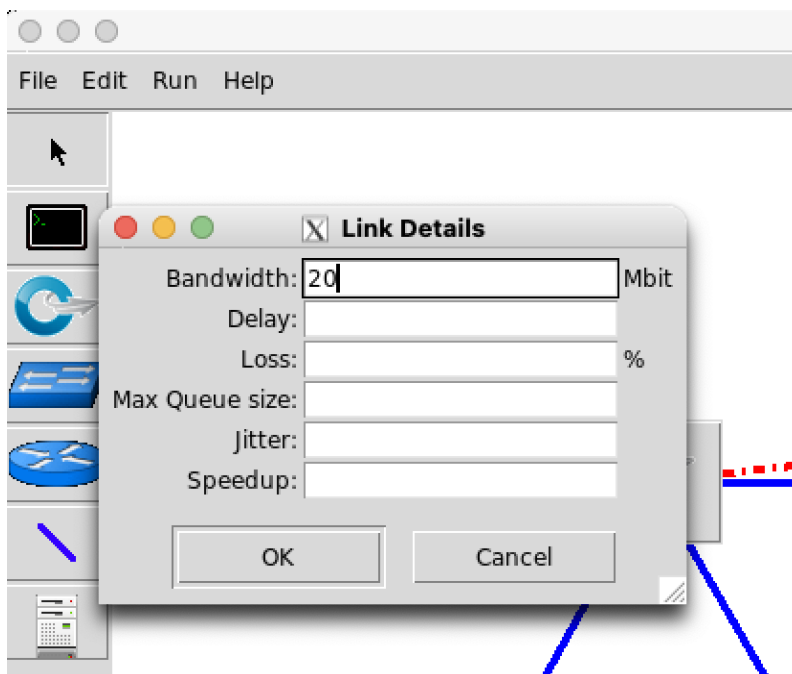 File Edit Run Help
Link Details
Bandwidth: 20 Mbit
Delay:
Loss: %
Max Queue size:
Jitter:
Speedup:
OK Cancel